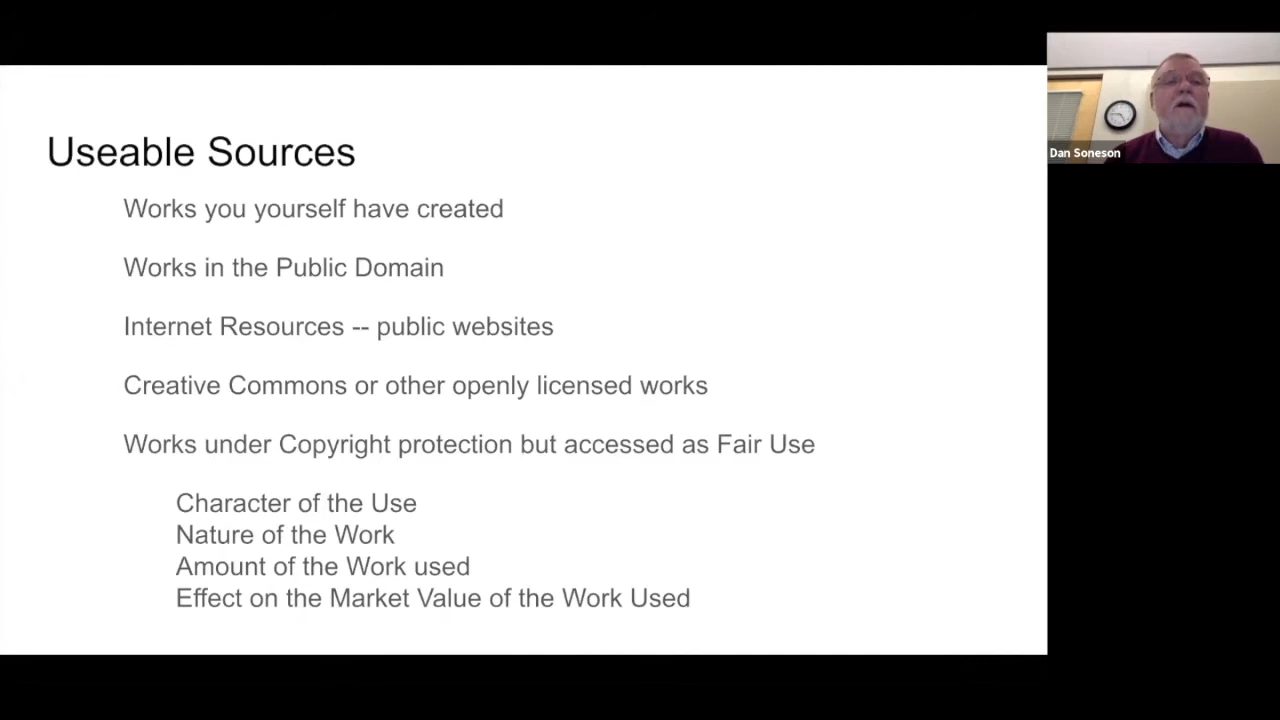 Useable Sources
Works you yourself have created
Works in the Public Domain
Internet Resources -- public websites
Creative Commons or other openly licensed works
Works under Copyright protection but accessed as Fair Use
Character of the Use
Nature of the Work
Amount of the Work used
Effect on the Market Value of the Work Used
Dan Soneson